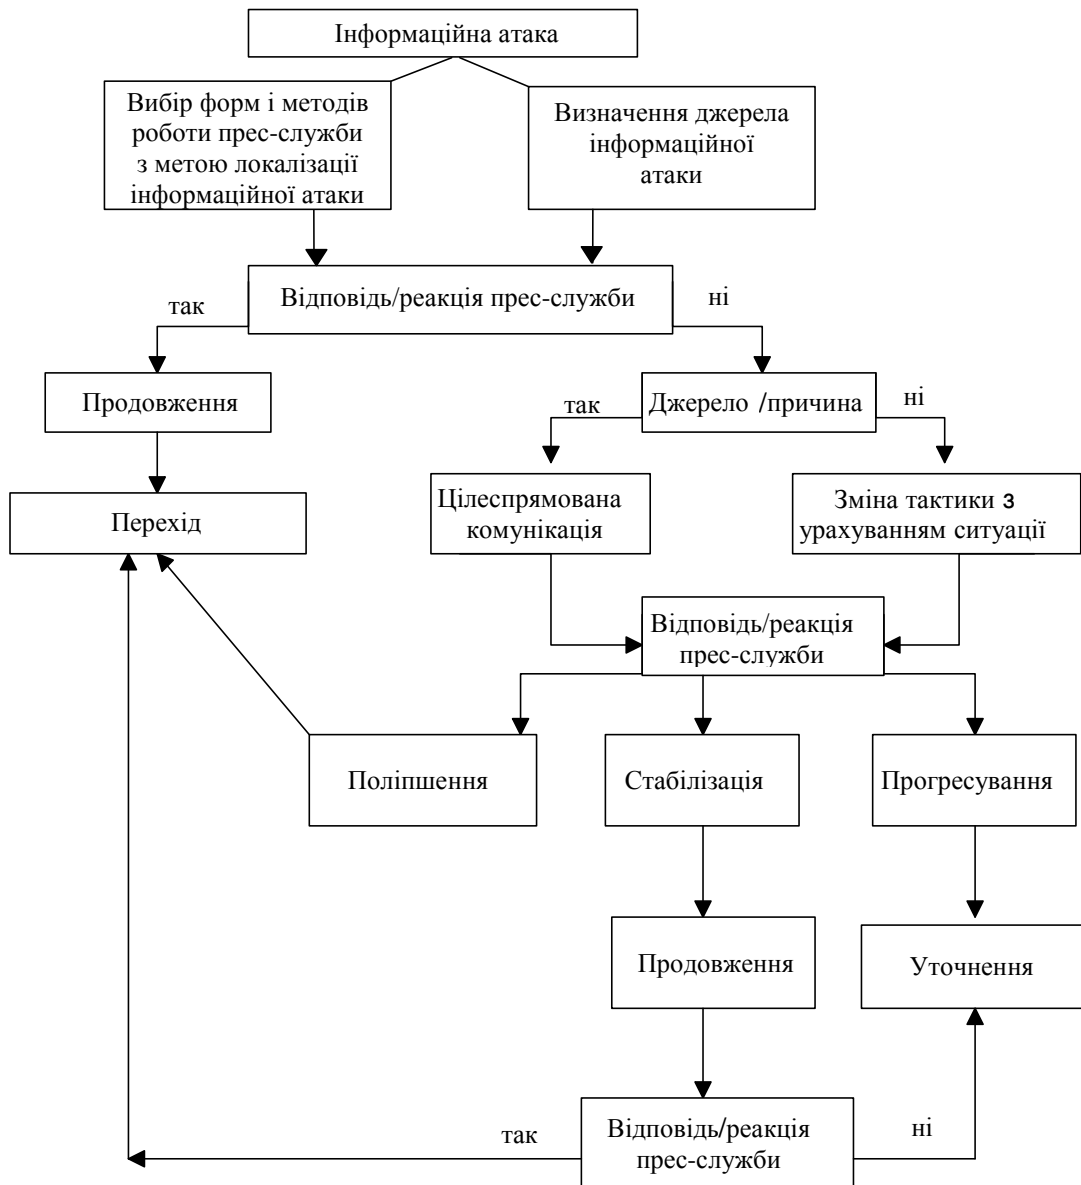 Інформаційна атака
Вибір форм і методів
роботи прес-служби
з метою локалізації
інформаційної атаки
Визначення джерела
інформаційної
атаки
Відповідь/реакція прес-служби
так
ні
Продовження
Джерело /причина
так
ні
Перехід
Цілеспрямована
комунікація
Зміна тактики з
урахуванням ситуації
Відповідь/реакція
прес-служби
Поліпшення
Стабілізація
Прогресування
Продовження
Уточнення
так
Відповідь/реакція
прес-служби
ні